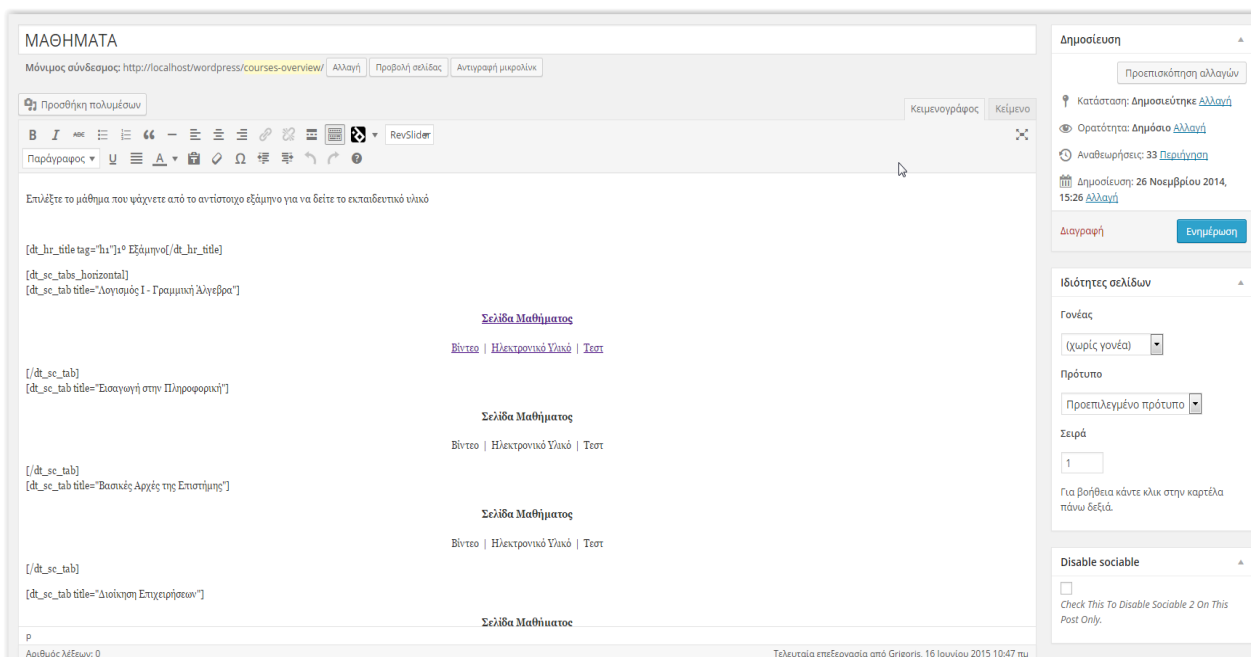 ΜΑΘΗΜΑΤΑ
Μόνιμος σύνδεσμος: http://localhost/wordpress/courses-overview/ Αλλαγή Προβολή σελίδας Αντιγραφή μικρολίνκ
Προσθήκη πολυμέσων
Κειμενογράφος Κείμενο
B I ABC RevSlider
Παράγραφος U A Ω
Επιλέξτε το μάθημα που ψάχνετε από το αντίστοιχο εξάμηνο για να δείτε το εκπαιδευτικό υλικό
[dt_hr_title tag="h1"]1º Εξάμηνο[/dt_hr_title]
[dt_sc_tabs_horizontal]
[dt_sc_tab title="Λογισμός Ι - Γραμμική Άλγεβρα"]
Σελίδα Μαθήματος
Βίντεο | Ηλεκτρονικό Υλικό | Τεστ
[/dt_sc_tab]
[dt_sc_tab title="Εισαγωγή στην Πληροφορική"]
Σελίδα Μαθήματος
Βίντεο | Ηλεκτρονικό Υλικό | Τεστ
[/dt_sc_tab]
[dt_sc_tab title="Βασικές Αρχές της Επιστήμης"]
Σελίδα Μαθήματος
Βίντεο | Ηλεκτρονικό Υλικό | Τεστ
[/dt_sc_tab]
[dt_sc_tab title="Διοίκηση Επιχειρήσεων"]
Σελίδα Μαθήματος
p
Αριθμός λέξεων: 0
Τελευταία επεξεργασία από Grigoris, 16 Ιουνίου 2015 10:47 πμ
Δημοσίευση
Προεπισκόπηση αλλαγών
Κατάσταση: Δημοσιεύτηκε Αλλαγή
Ορατότητα: Δημόσιο Αλλαγή
Αναθεωρήσεις: 33 Περιήγηση
Δημοσίευση: 26 Νοεμβρίου 2014,
15:26 Αλλαγή
Διαγραφή Ενημέρωση
Ιδιότητες σελίδων
Γονέας
(χωρίς γονέα)
Πρότυπο
Προεπιλεγμένο πρότυπο
Σειρά
1
Για βοήθεια κάντε κλικ στην καρτέλα
πάνω δεξιά.
Disable sociable
Check This To Disable Sociable 2 On This
Post Only.